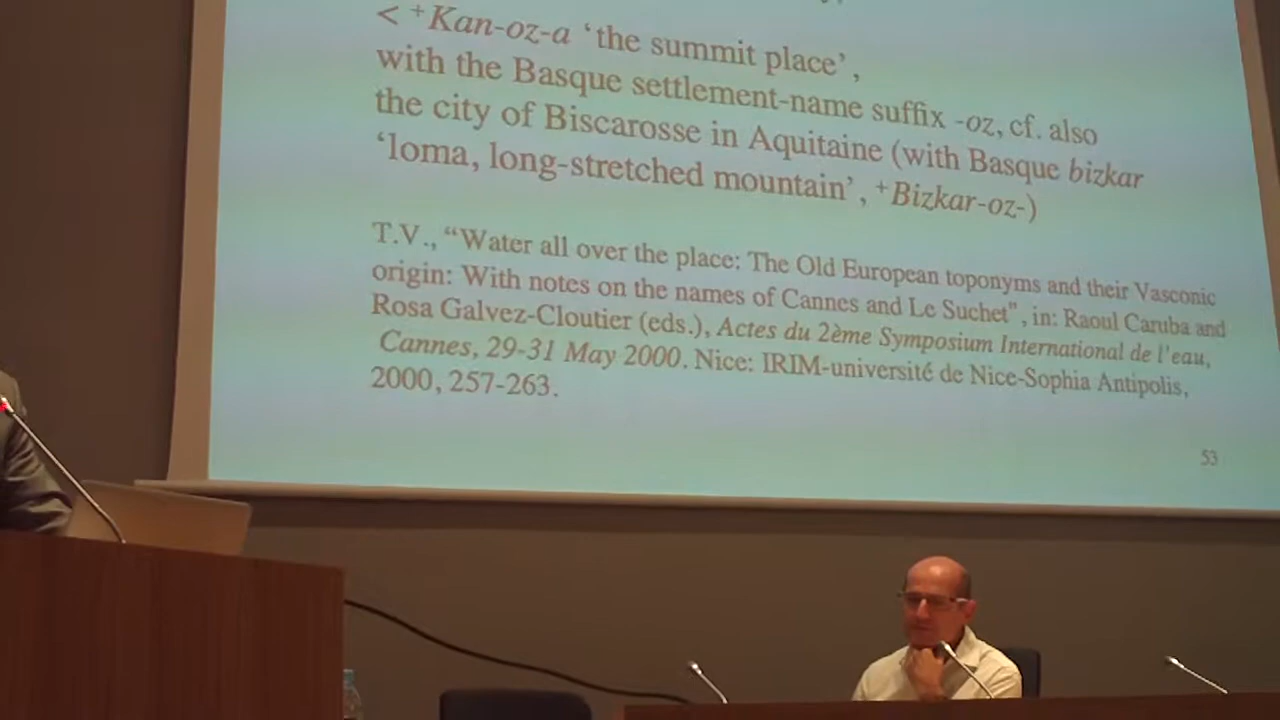 < ⁺Kan-oz-a ‘the summit place’,
with the Basque settlement-name suffix -oz, cf. also
the city of Biscarosse in Aquitaine (with Basque bizkar
‘loma, long-stretched mountain’, ⁺Bizkar-oz-)
T.V., “Water all over the place: The Old European toponyms and their Vasconic
origin: With notes on the names of Cannes and Le Suchet”, in: Raoul Caruba and
Rosa Galvez-Cloutier (eds.), Actes du 2ème Symposium International de l'eau,
Cannes, 29-31 May 2000. Nice: IRIM-université de Nice-Sophia Antipolis,
2000, 257-263.
53